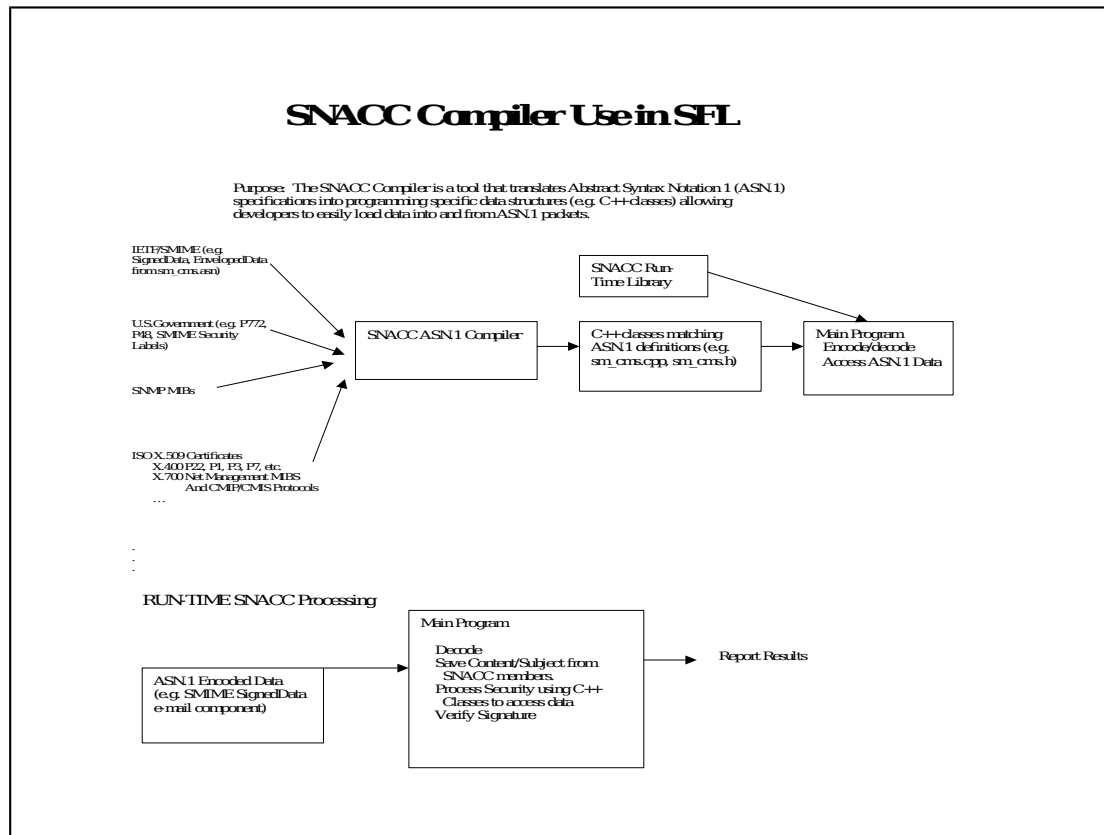 SNACC Compiler Use in SFL
Purpose: The SNACC Compiler is a tool that translates Abstract Syntax Notation 1 (ASN.1)
specifications into programming specific data structures (e.g. C++ classes) allowing
developers to easily load data into and from ASN.1 packets.
IETF/SMIME (e.g.
SignedData, EnvelopedData
from sm_cms.asn)
U.S.Government (e.g. P772,
P48, SMIME Security
Labels)
SNMP MIBs
ISO X.509 Certificates
X.400 P22, P1, P3, P7, etc.
X.700 Net Management MIBS
And CMIP/CMIS Protocols
…
.
.
.
SNACC ASN.1 Compiler
SNACC Run-
Time Library
C++ classes matching
ASN.1 definitions (e.g.
sm_cms.cpp, sm_cms.h)
Main Program
Encode/decode
Access ASN.1 Data
RUN-TIME SNACC Processing
ASN.1 Encoded Data
(e.g. SMIME SignedData
e-mail component)
Main Program
Decode
Save Content/Subject from
SNACC members.
Process Security using C++
Classes to access data
Verify Signature
Report Results